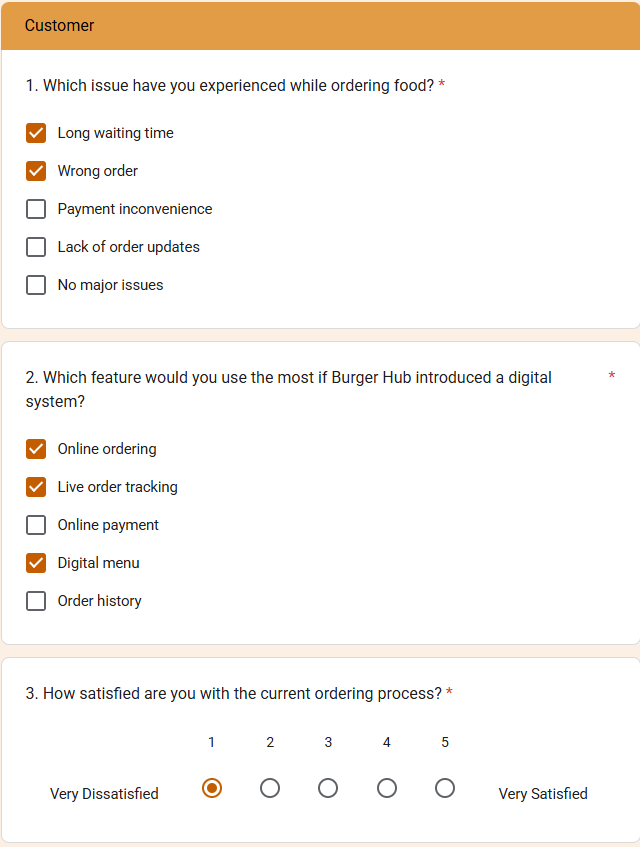 Customer
1. Which issue have you experienced while ordering food? *
Long waiting time
Wrong order
Payment inconvenience
Lack of order updates
No major issues
2. Which feature would you use the most if Burger Hub introduced a digital *
system?
Online ordering
Live order tracking
Online payment
Digital menu
Order history
3. How satisfied are you with the current ordering process? *
1 2 3 4 5
Very Dissatisfied Very Satisfied